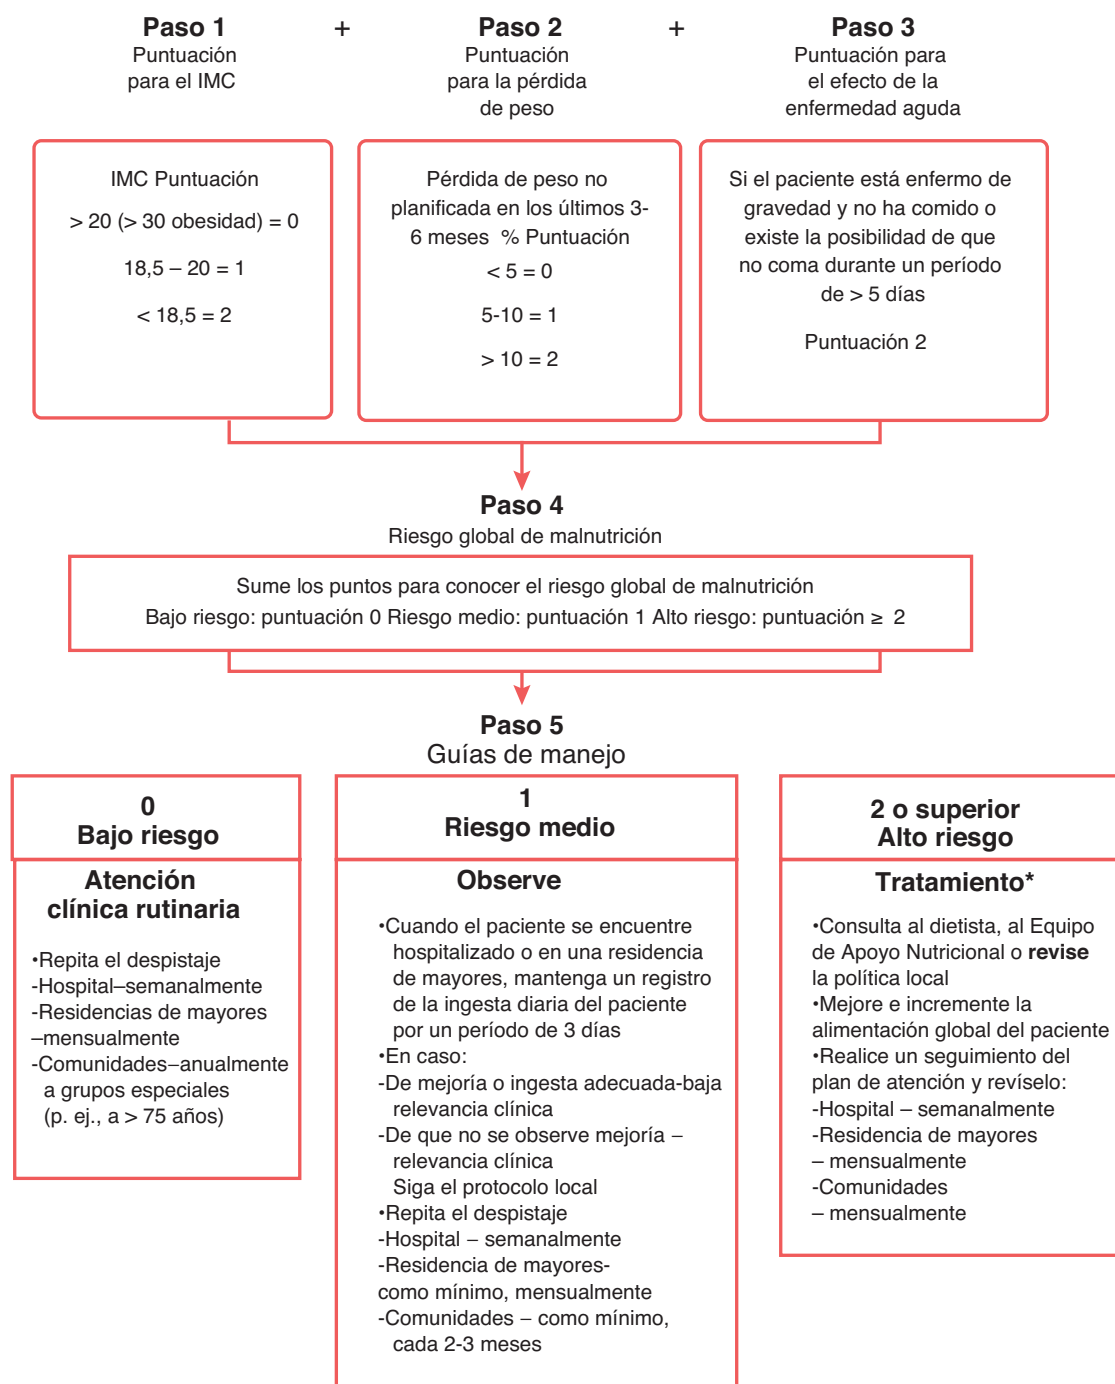 Paso 1
+
Paso 2
+
Paso 3
Puntuación
para el IMC
Puntuación
para la pérdida
de peso
Puntuación para
el efecto de la
enfermedad aguda
IMC Puntuación
> 20 (> 30 obesidad) = 0
18,5 – 20 = 1
< 18,5 = 2
Pérdida de peso no
planificada en los últimos 3-
6 meses % Puntuación
< 5 = 0
5-10 = 1
> 10 = 2
Si el paciente está enfermo de
gravedad y no ha comido o
existe la posibilidad de que
no coma durante un período
de > 5 días
Puntuación 2
Paso 4
Riesgo global de malnutrición
Sume los puntos para conocer el riesgo global de malnutrición
Bajo riesgo: puntuación 0 Riesgo medio: puntuación 1 Alto riesgo: puntuación ≥ 2
Paso 5
Guías de manejo
0
Bajo riesgo
Atención
clínica rutinaria
•Repita el despistaje
-Hospital–semanalmente
-Residencias de mayores
–mensualmente
-Comunidades–anualmente
a grupos especiales
(p. ej., a > 75 años)
1
Riesgo medio
Observe
•Cuando el paciente se encuentre
hospitalizado o en una residencia
de mayores, mantenga un registro
de la ingesta diaria del paciente
por un período de 3 días
•En caso:
-De mejoría o ingesta adecuada-baja
relevancia clínica
-De que no se observe mejoría –
relevancia clínica
Siga el protocolo local
•Repita el despistaje
-Hospital – semanalmente
-Residencia de mayores-
como mínimo, mensualmente
-Comunidades – como mínimo,
cada 2-3 meses
2 o superior
Alto riesgo
Tratamiento*
•Consulta al dietista, al Equipo
de Apoyo Nutricional o revise
la política local
•Mejore e incremente la
alimentación global del paciente
•Realice un seguimiento del
plan de atención y revíselo:
-Hospital – semanalmente
-Residencia de mayores
– mensualmente
-Comunidades
– mensualmente